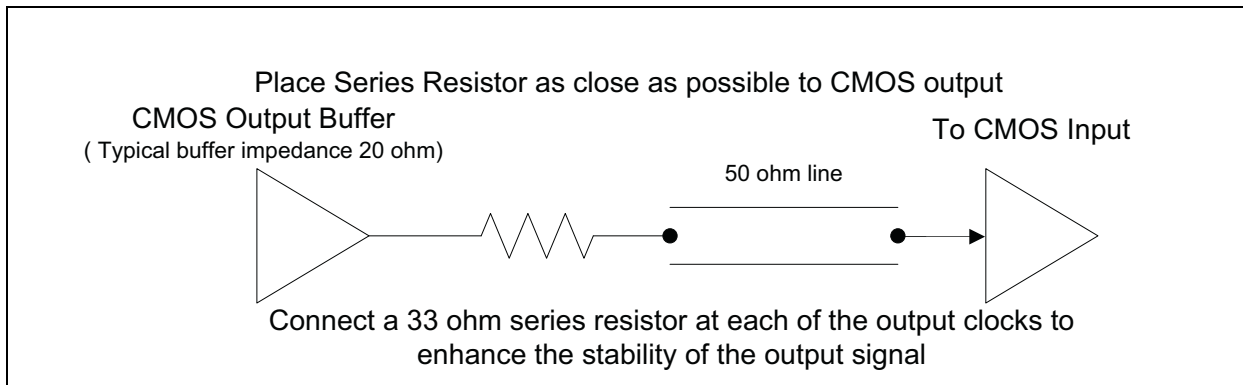 Place Series Resistor as close as possible to CMOS output
CMOS Output Buffer
( Typical buffer impedance 20 ohm)
To CMOS Input
50 ohm line
Connect a 33 ohm series resistor at each of the output clocks to
enhance the stability of the output signal